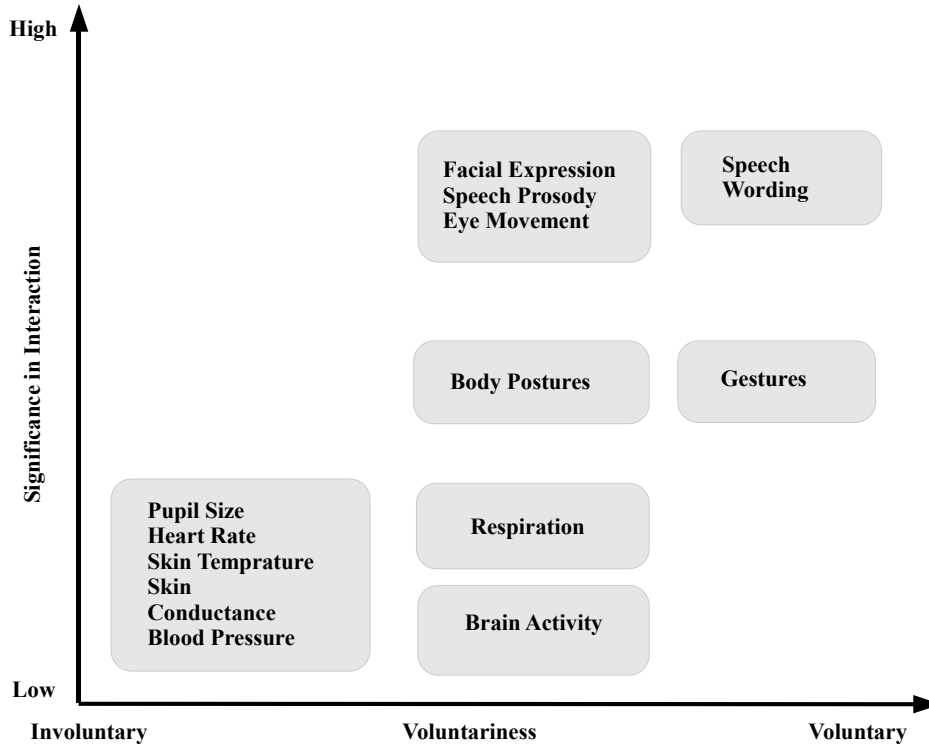 High
Facial Expression
Speech Prosody
Eye Movement
Speech
Wording
Significance in Interaction
Body Postures
Gestures
Pupil Size
Heart Rate
Skin Temprature
Skin
Conductance
Blood Pressure
Respiration
Brain Activity
Low
Involuntary
Voluntariness
Voluntary